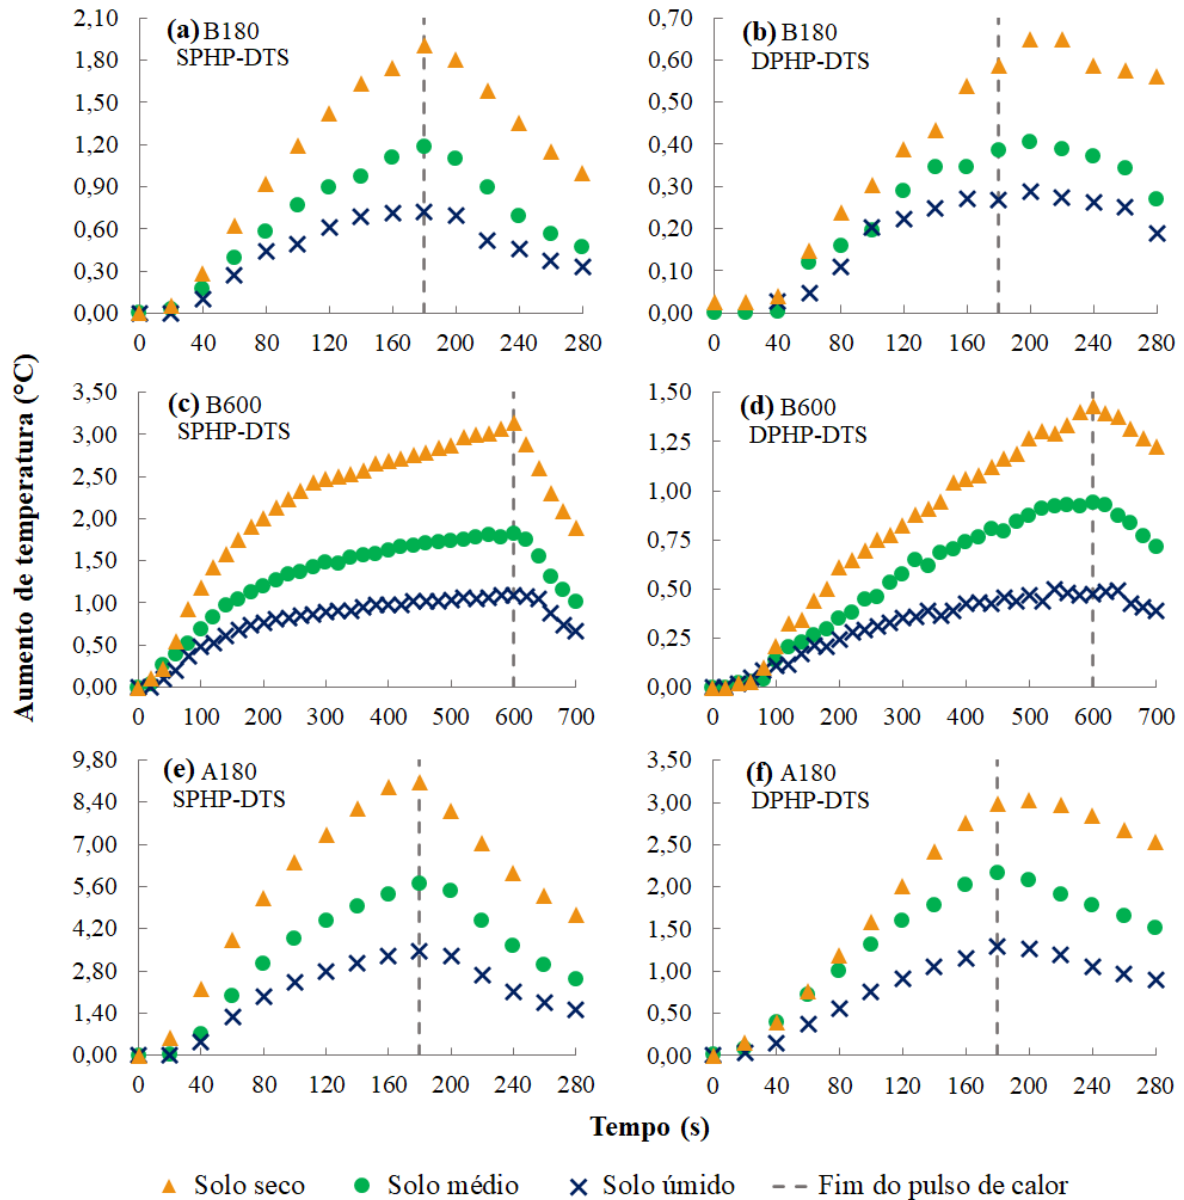 (a) B180
SPHP-DTS
2,10
1,80
1,50
1,20
0,90
0,60
0,30
0,00
0 40 80 120 160 200 240 280
(b) B180
DPHP-DTS
0,70
0,60
0,50
0,40
0,30
0,20
0,10
0,00
0 40 80 120 160 200 240 280
(c) B600
SPHP-DTS
3,50
3,00
2,50
2,00
1,50
1,00
0,50
0,00
0 100 200 300 400 500 600 700
(d) B600
DPHP-DTS
1,50
1,25
1,00
0,75
0,50
0,25
0,00
0 100 200 300 400 500 600 700
(e) A180
SPHP-DTS
9,80
8,40
7,00
5,60
4,20
2,80
1,40
0,00
0 40 80 120 160 200 240 280
(f) A180
DPHP-DTS
3,50
3,00
2,50
2,00
1,50
1,00
0,50
0,00
0 40 80 120 160 200 240 280
Aumento de temperatura (°C)
Tempo (s)
Solo seco Solo médio Solo úmido Fim do pulso de calor